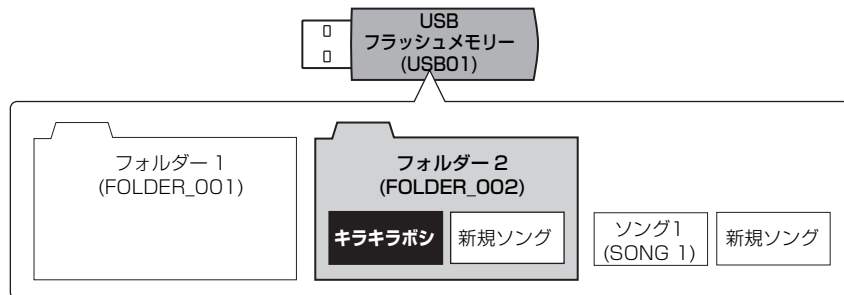 USB
フラッシュメモリー
(USB01)
フォルダー 1
(FOLDER_001)
フォルダー 2
(FOLDER_002)
キラキラボシ
新規ソング
ソング1
(SONG 1)
新規ソング